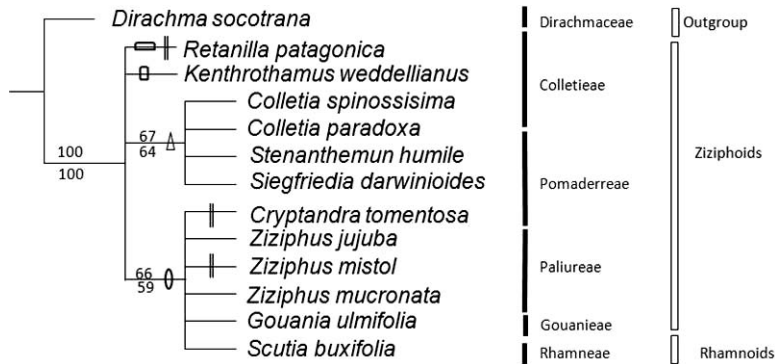 Dirachma socotrana Dirachmaceae Outgroup
Retanilla patagonica
Kenthrothamus weddellianus
Colletieae
Colletia spinossisima
67
Colletia paradoxa
64
Stenanthemun humile
Ziziphoids
100
100
Siegfriedia darwinioides Pomaderreae
Cryptandra tomentosa
Ziziphus jujuba
66
Ziziphus mistol Paliureae
59
Ziziphus mucronata
Gouania ulmifolia Gouanieae
Scutia buxifolia Rhamneae Rhamnoids